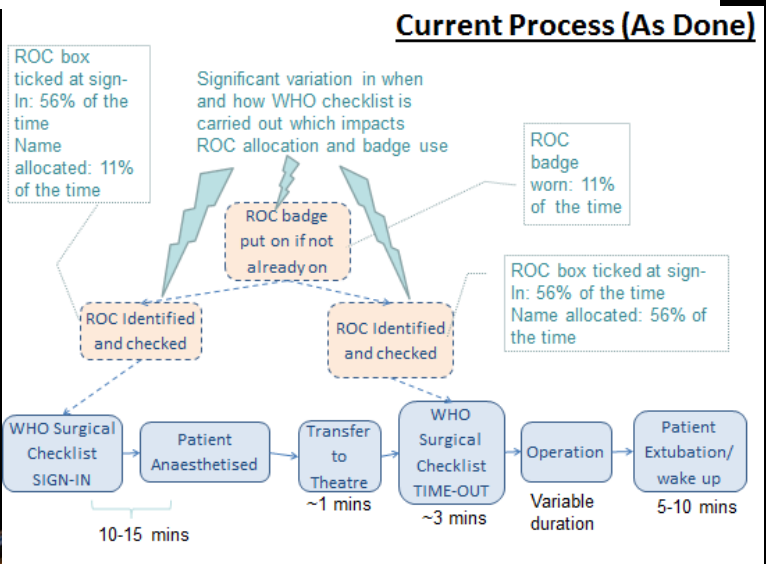 Current Process (As Done)
ROC box
ticked at sign-
In: 56% of the
time
Name
allocated: 11%
of the time
Significant variation in when
and how WHO checklist is
carried out which impacts
ROC allocation and badge use
ROC
badge
worn: 11%
of the time
ROC badge
put on if not
already on
ROC box ticked at sign-
In: 56% of the time
Name allocated: 56% of
the time
ROC Identified
and checked
ROC Identified
and checked
WHO Surgical
Checklist
SIGN-IN
Patient
Anaesthetised
Transfer
to
Theatre
WHO
Surgical
Checklist
TIME-OUT
Operation
Patient
Extubation/
wake up
10-15 mins
~1 mins
~3 mins
Variable
duration
5-10 mins